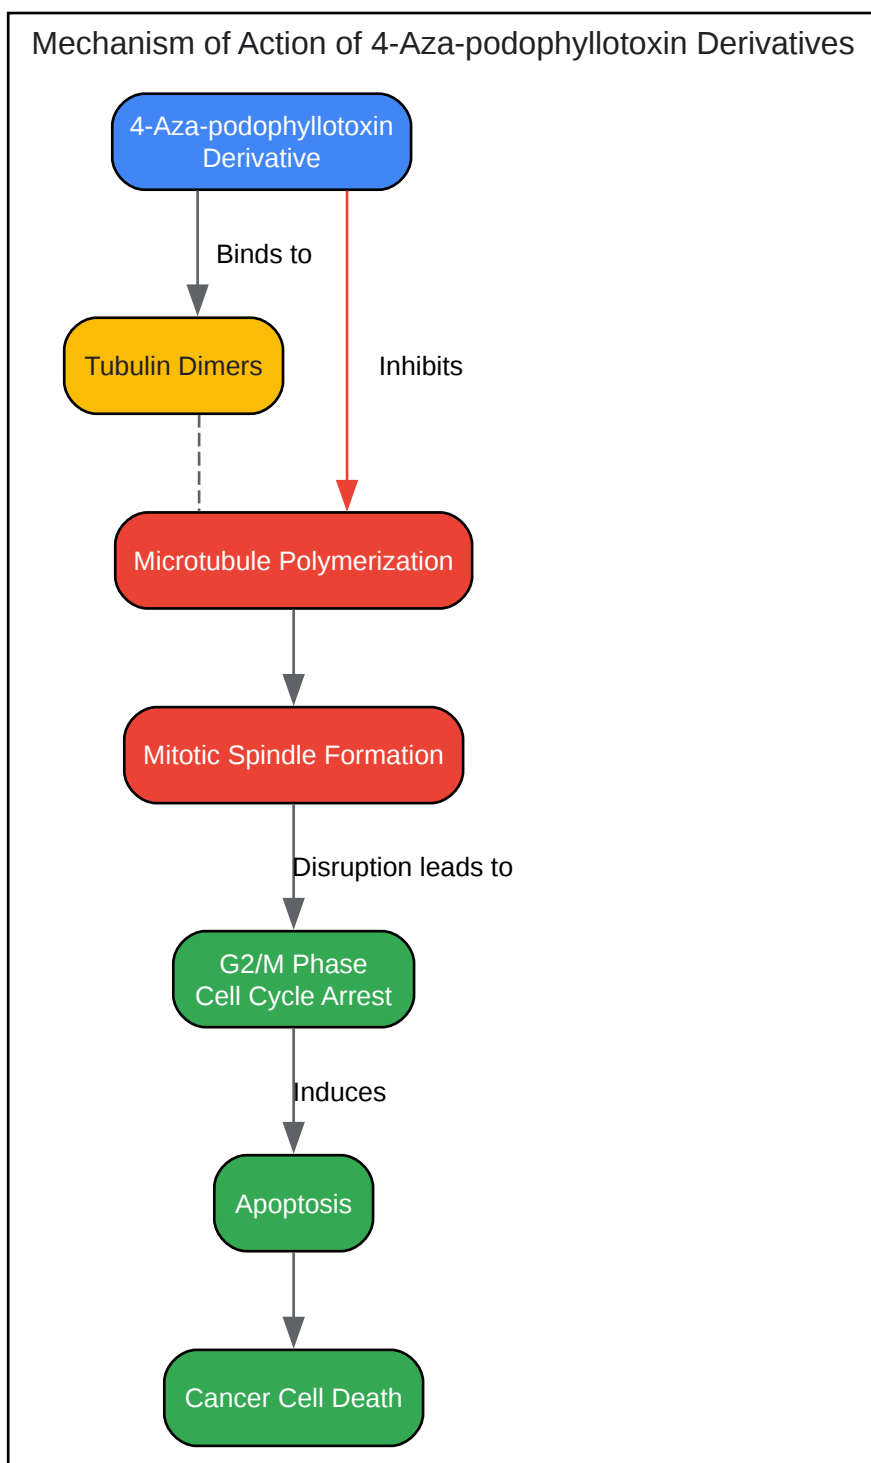 Mechanism of Action of 4-Aza-podophyllotoxin Derivatives
4-Aza-podophyllotoxin
Derivative
Binds to
Tubulin Dimers
Inhibits
Microtubule Polymerization
Mitotic Spindle Formation
Disruption leads to
G2/M Phase
Cell Cycle Arrest
Induces
Apoptosis
Cancer Cell Death